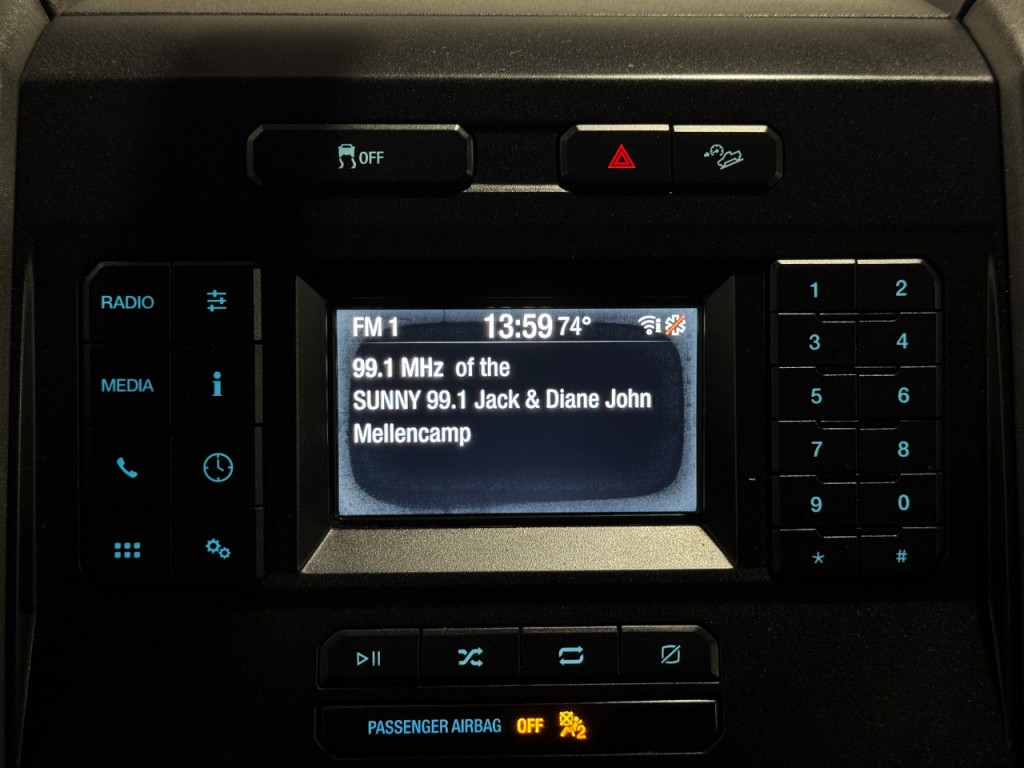 OFF
RADIO
MEDIA
FM 1 13:59 74°
99.1 MHz of the
SUNNY 99.1 Jack & Diane John
Mellencamp
1 2
3 4
5 6
7 8
9 0
* #
PASSENGER AIRBAG OFF 2